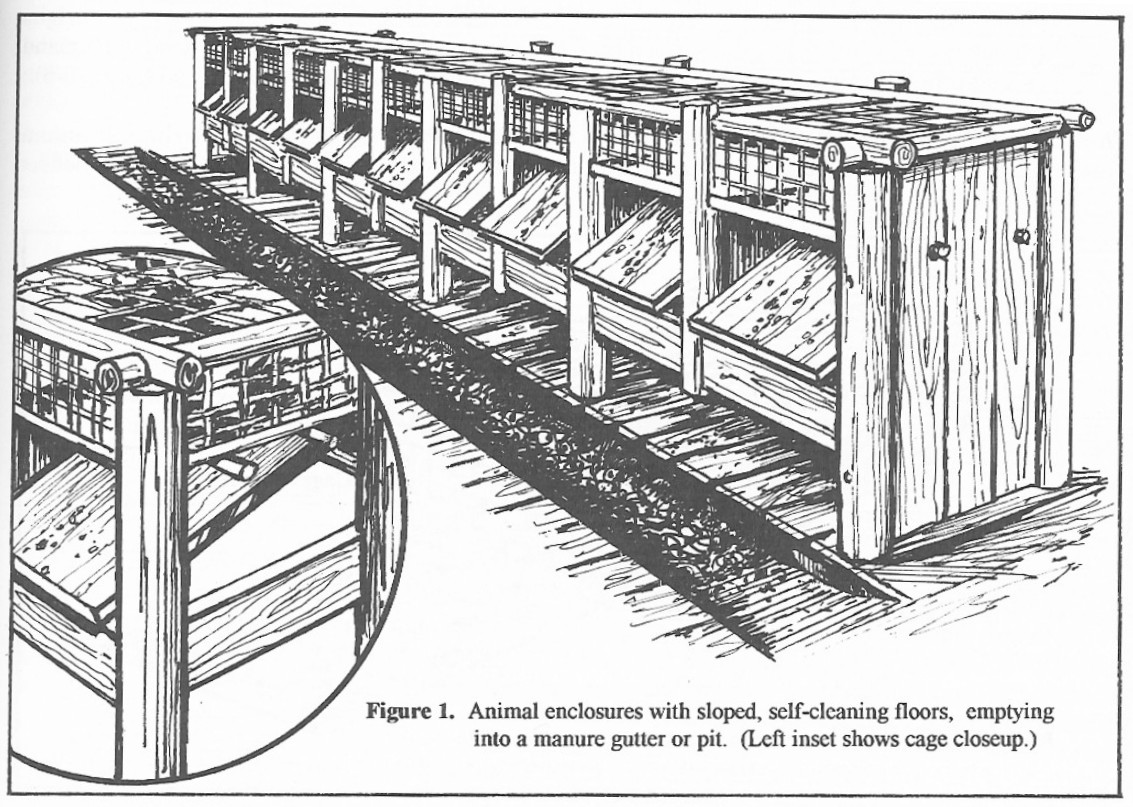 Figure 1. Animal enclosures with sloped, self-cleaning floors, emptying
into a manure gutter or pit. (Left inset shows cage closeup.)